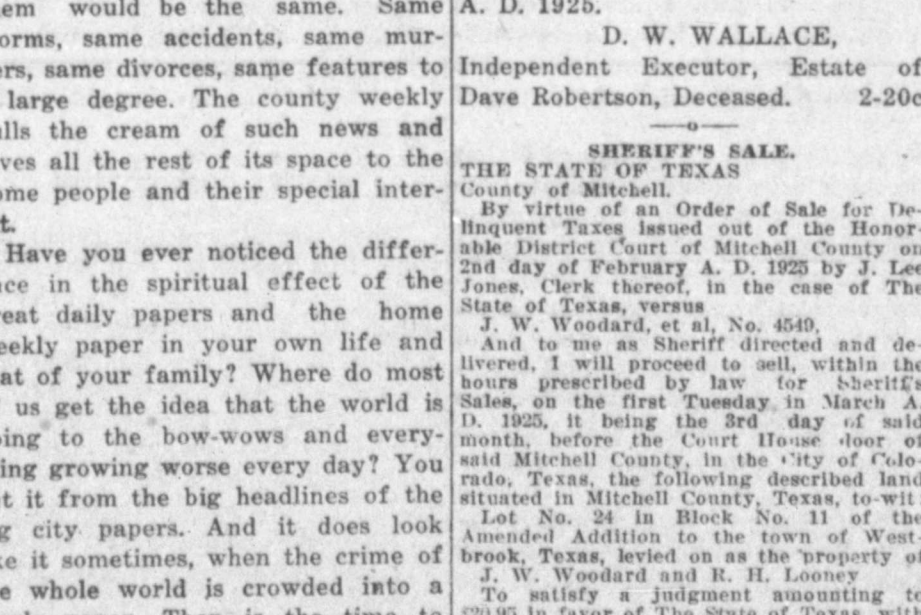 em would be the same. Same
orms, same accidents, same mur-
ers, same divorces, same features to
large degree. The county weekly
lls the cream of such news and
ves all the rest of its space to the
ome people and their special inter-
t.
Have you ever noticed the differ-
ce in the spiritual effect of the
reat daily papers and the home
eekly paper in your own life and
at of your family? Where do most
us get the idea that the world is
ing to the bow-wows and every-
ing growing worse every day? You
t it from the big headlines of the
g city papers. And it does look
ke it sometimes, when the crime of
e whole world is crowded into a
There is the time to
A. D. 1925.
D. W. WALLACE,
Independent Executor, Estate of
Dave Robertson, Deceased. 2-20c
SHERIFF'S SALE.
THE STATE OF TEXAS
County of Mitchell.
By virtue of an Order of Sale for De-
linquent Taxes issued out of the Honor-
able District Court of Mitchell County on
2nd day of February A. D. 1925 by J. Lee
Jones, Clerk thereof, in the case of The
State of Texas, versus
J. W. Woodard, et al, No. 4549,
And to me as Sheriff directed and de-
livered, I will proceed to sell, within the
hours prescribed by law for Sheriff's
Sales, on the first Tuesday in March A.
D. 1925, it being the 3rd day of said
month, before the Court House door of
said Mitchell County, in the City of Colo-
rado, Texas, the following described land
situated in Mitchell County, Texas, to-wit
Lot No. 24 in Block No. 11 of the
Amended Addition to the town of West-
brook, Texas, levied on as the property of
J. W. Woodard and R. H. Looney
To satisfy a judgment amounting to
$20.95 in favor of The State of Texas